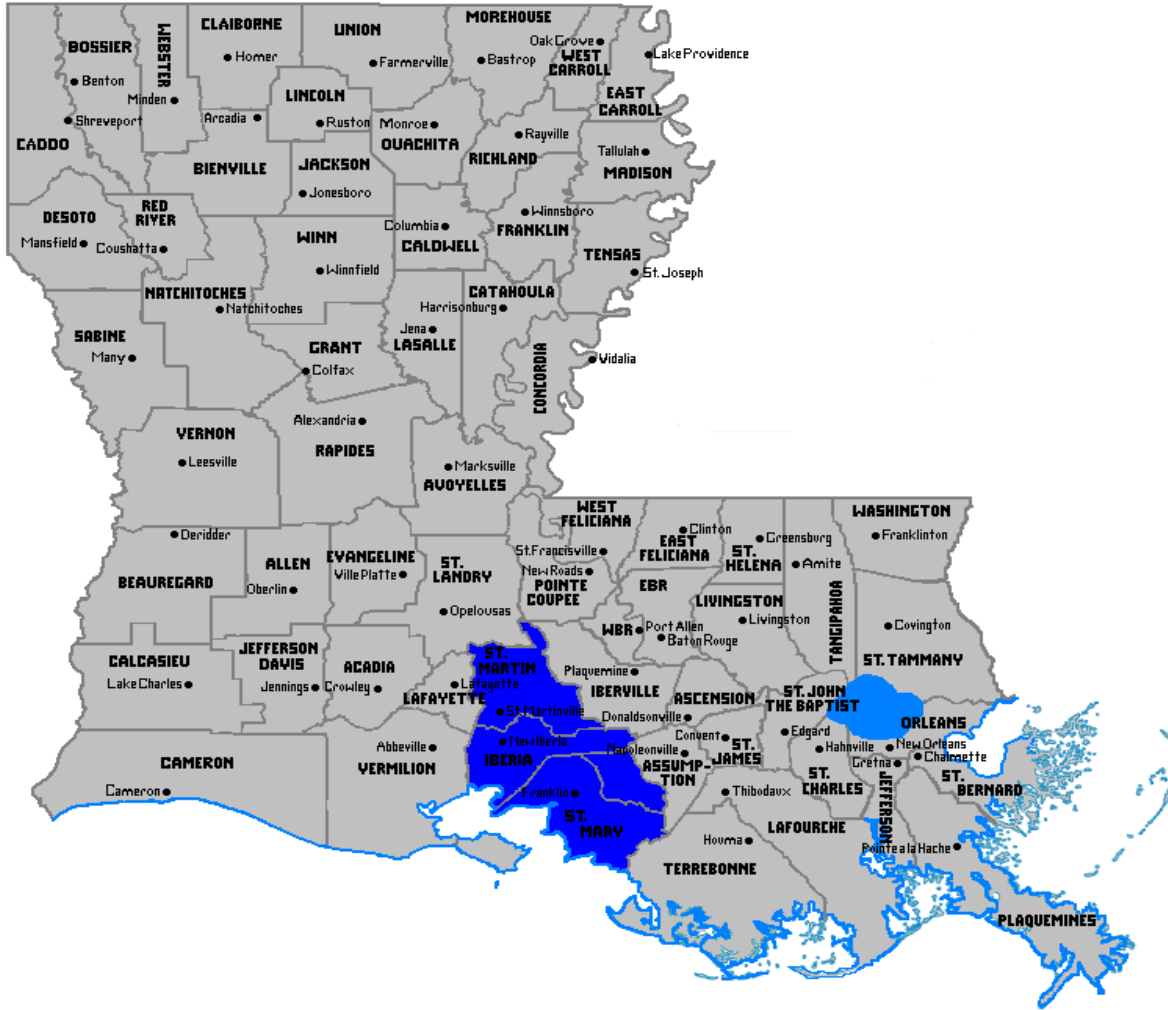 CLAIBORNE
UNION
MOREHOUSE
Oak Grove
WEST
CARROLL
Lake Providence
BOSSIER
WEBSTER
Homer
Farmerville
Bastrop
Benton
EAST
CARROLL
Minden
LINCOLN
Shreveport
Arcadia
Ruston
Monroe
OUACHITA
Rayville
RICHLAND
CADDO
BIENVILLE
JACKSON
Tallulah
MADISON
Jonesboro
DESOTO
RED
RIVER
Mansfield
Coushatta
WINN
Columbia
CALDWELL
Winnsboro
FRANKLIN
TENSAS
Winnfield
St. Joseph
NATCHITOCHES
Natchitoches
CATAHOULA
Harrisonburg
SABINE
Many
GRANT
Colfax
Jena
LASALLE
CONCORDIA
Vidalia
VERNON
Leesville
Alexandria
RAPIDES
Marksville
AVOYELLES
WEST
FELICIANA
St. Francisville
Clinton
EAST
FELICIANA
Greensburg
ST.
HELENA
WASHINGTON
Franklinton
Deridder
BEAUREGARD
ALLEN
Oberlin
EVANGELINE
Ville Platte
ST.
LANDRY
Opelousas
New Roads
POINTE
COUPEE
EBR
Amite
TANGIPAHOA
LIVINGSTON
Livingston
WBR
Port Allen
Baton Rouge
Covington
ST. TAMMANY
CALCASIEU
Lake Charles
JEFFERSON
DAVIS
Jennings
ACADIA
Crowley
LAFAYETTE
Lafayette
ST.
MARTIN
St. Martinville
Plaquemine
IBERVILLE
ASCENSION
Donaldsonville
ST. JOHN
THE BAPTIST
Edgard
ORLEANS
New Orleans
Chalmette
Gretna
CAMERON
Cameron
Abbeville
VERMILION
New Iberia
IBERIA
Napoleonville
ASSUMP-
TION
Convent
ST.
JAMES
Hahnville
ST.
CHARLES
JEFFERSON
ST.
BERNARD
Franklin
ST.
MARY
Thibodaux
LAFOURCHE
Houma
TERREBONNE
Pointe a la Hache
PLAQUEMINES